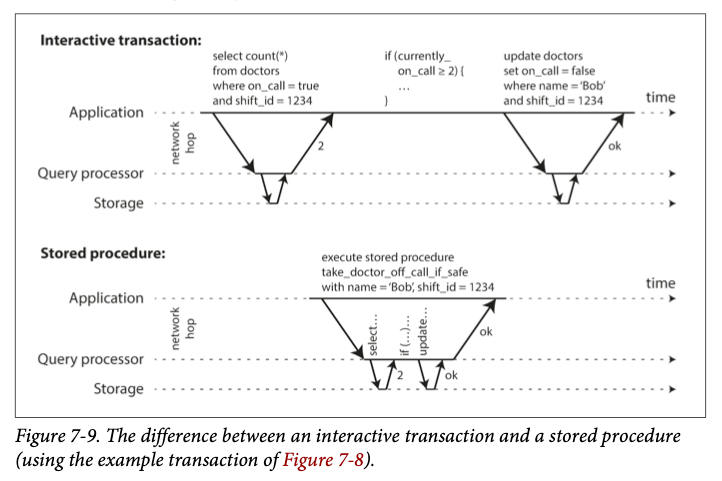 Interactive transaction:
select count(*)
from doctors
where on_call = true
and shift_id = 1234
if (currently_
on_call ≥ 2) {
...
}
update doctors
set on_call = false
where name = 'Bob'
and shift_id = 1234
time
Application
network
hop
2
ok
Query processor
Storage
Stored procedure:
execute stored procedure
take_doctor_off_call_if_safe
with name = 'Bob', shift_id = 1234
time
Application
network
hop
select...
if (...)...
update...
ok
Query processor
2
ok
Storage
Figure 7-9. The difference between an interactive transaction and a stored procedure
(using the example transaction of Figure 7-8).